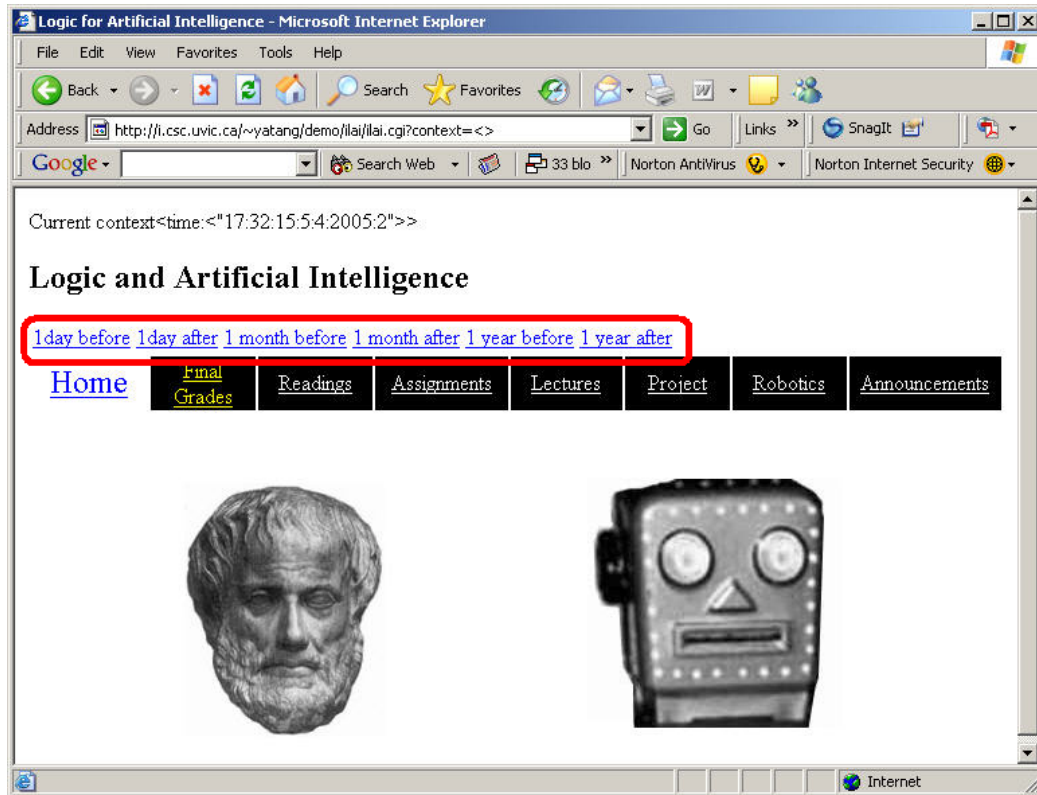 Logic for Artificial Intelligence - Microsoft Internet Explorer
File Edit View Favorites Tools Help
Back Search Favorites W
Address http://i.csc.uvic.ca/~yatang/demo/ilai/ilai.cgi?context=<> Go Links » SnagIt
Google Search Web 33 blo » Norton AntiVirus Norton Internet Security
Current context<time:<"17:32:15:5:4:2005:2">>
Logic and Artificial Intelligence
1day before 1day after 1 month before 1 month after 1 year before 1 year after
Home Final Grades Readings Assignments Lectures Project Robotics Announcements
Internet